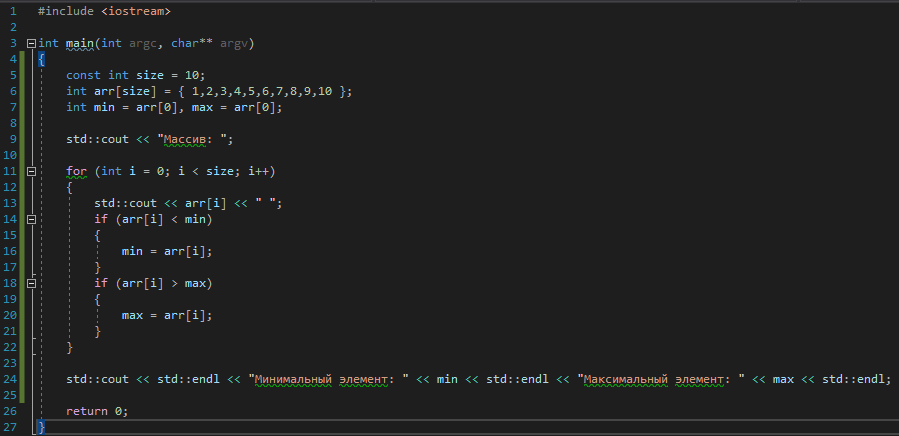 1 #include <iostream>
2
3 int main(int argc, char** argv)
4 {
5 const int size = 10;
6 int arr[size] = { 1,2,3,4,5,6,7,8,9,10 };
7 int min = arr[0], max = arr[0];
8
9 std::cout << "Массив: ";
10
11 for (int i = 0; i < size; i++)
12 {
13 std::cout << arr[i] << " ";
14 if (arr[i] < min)
15 {
16 min = arr[i];
17 }
18 if (arr[i] > max)
19 {
20 max = arr[i];
21 }
22 }
23
24 std::cout << std::endl << "Минимальный элемент: " << min << std::endl << "Максимальный элемент: " << max << std::endl;
25
26 return 0;
27 }